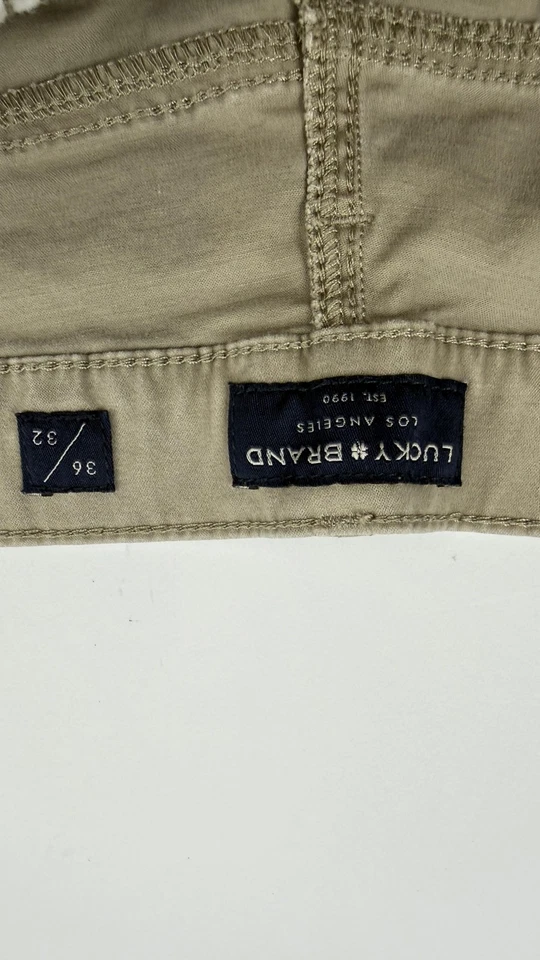 LUCKY BRAND
LOS ANGELES
EST. 1990
36/32